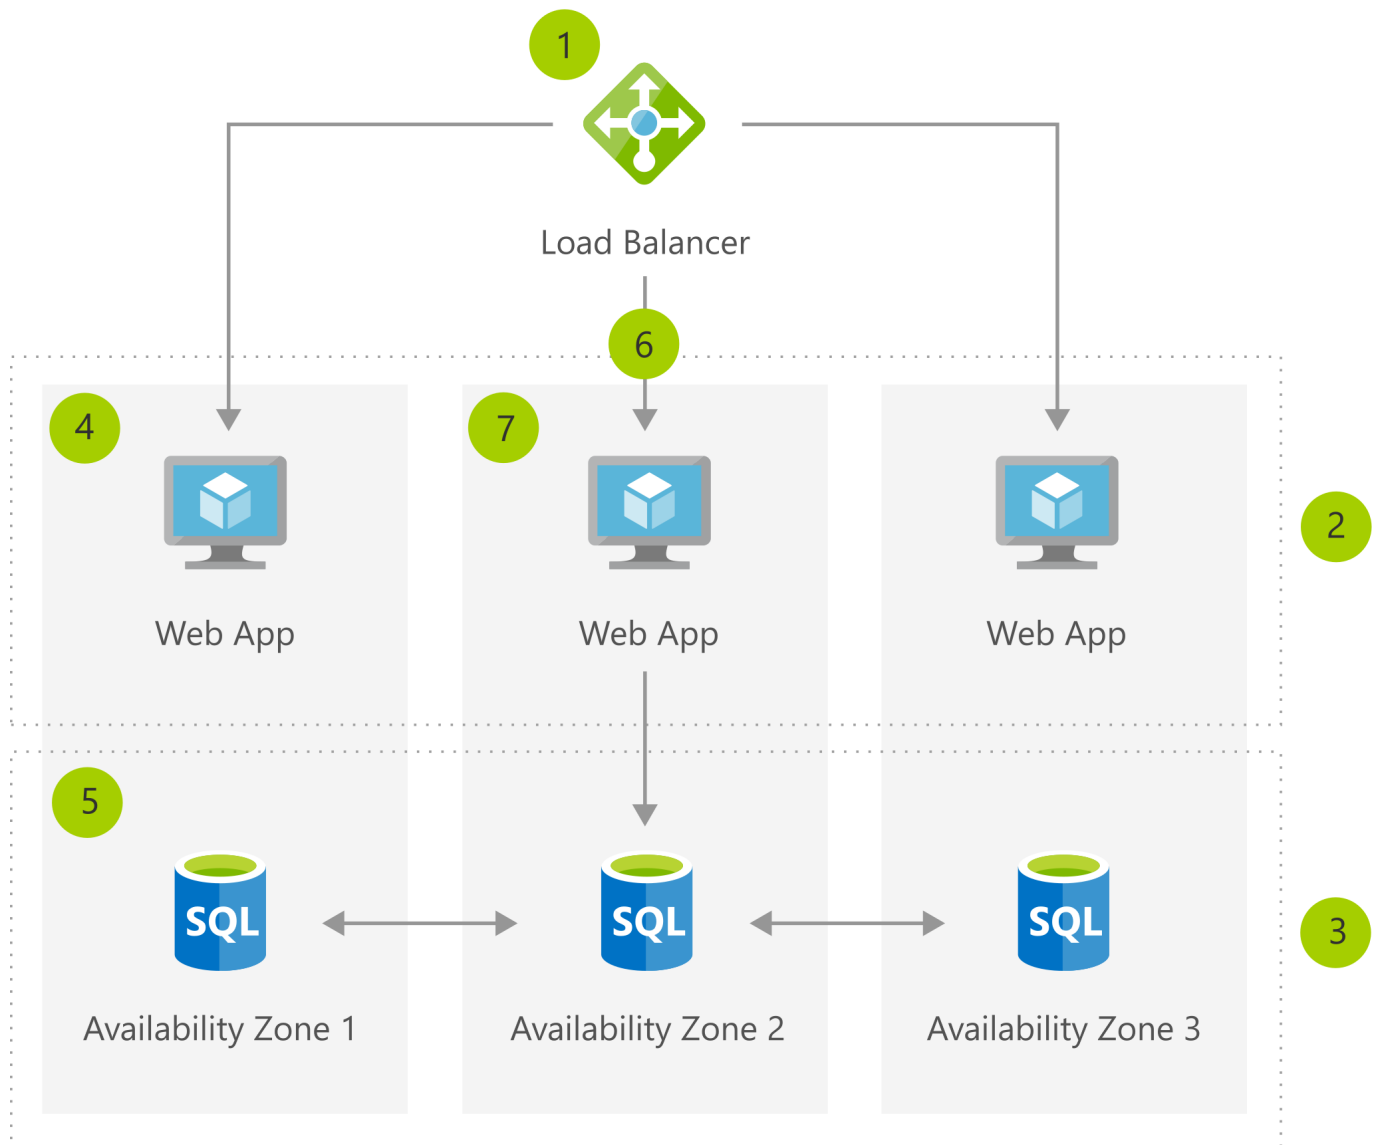 1
Load Balancer
6
4
7
2
Web App
Web App
Web App
5
SQL
SQL
SQL
3
Availability Zone 1
Availability Zone 2
Availability Zone 3